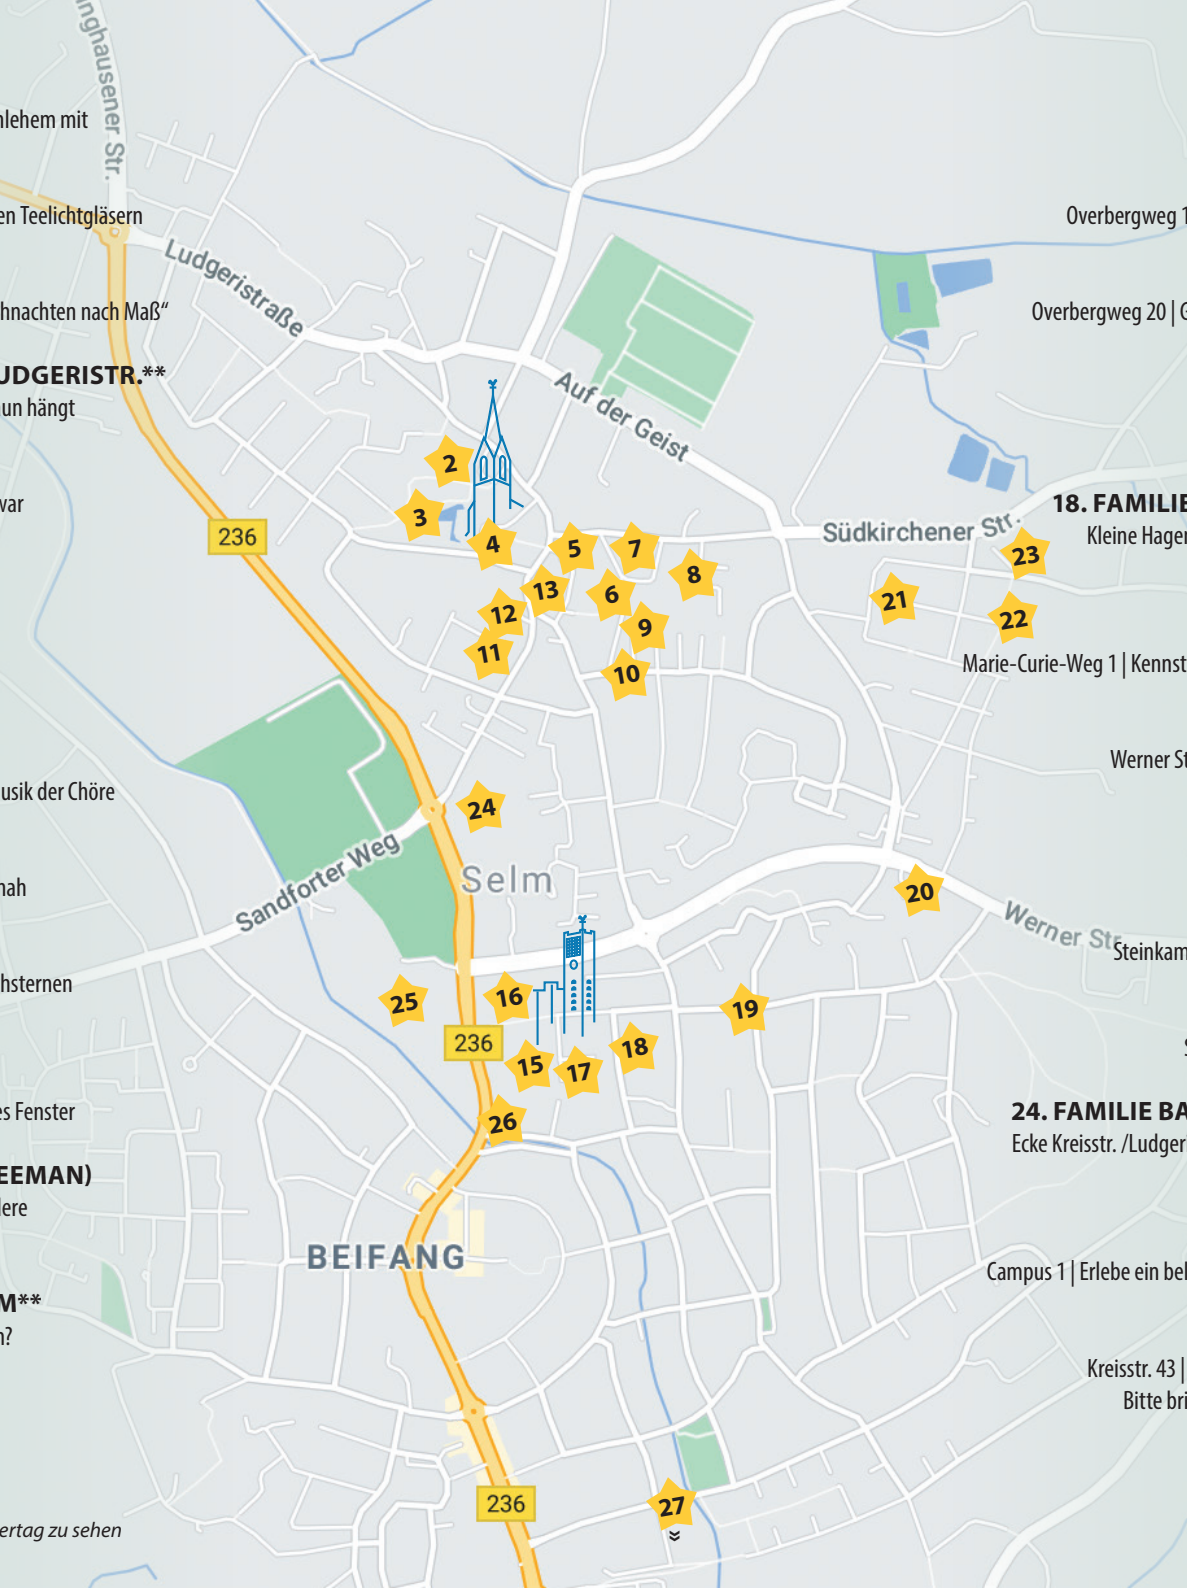 nghausener Str.
nlehem mit
en Teelichtgläsern
hnachten nach Maß“
UDGERISTR.**
un hängt
war
usik der Chöre
nah
hsternen
es Fenster
EEMAN)
dere
M**
n?
ertag zu sehen
Ludgeristraße
Auf der Geist
Südkirchener Str.
236
2
3
4
5
7
8
13
6
12
9
11
10
21
23
22
24
Sandforter Weg
Selm
20
Werner Str.
25
16
19
236
15
17
18
26
BEIFANG
236
27
Overbergweg 1
Overbergweg 20 | G
18. FAMILIE
Kleine Hager
Marie-Curie-Weg 1 | Kennst
Werner St
Steinkam
S
24. FAMILIE BA
Ecke Kreisstr. /Ludger
Campus 1 | Erlebe ein bel
Kreisstr. 43 |
Bitte bri